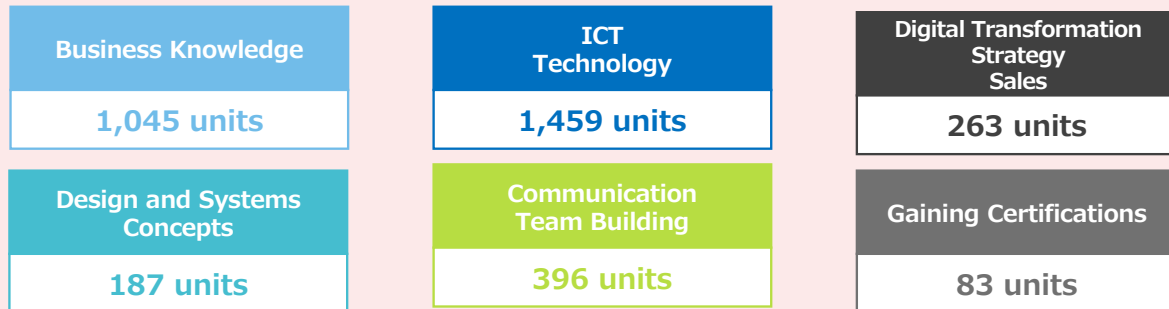 Business Knowledge
1,045 units
ICT
Technology
1,459 units
Digital Transformation
Strategy
Sales
263 units
Design and Systems
Concepts
187 units
Communication
Team Building
396 units
Gaining Certifications
83 units